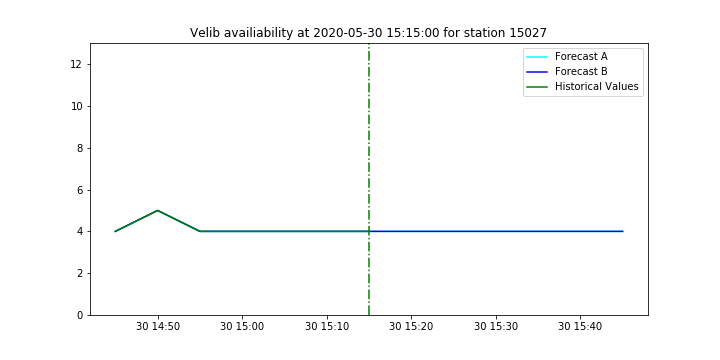 Velib availiability at 2020-05-30 15:15:00 for station 15027
Forecast A
Forecast B
Historical Values
12
10
8
6
4
2
0
30 14:50 30 15:00 30 15:10 30 15:20 30 15:30 30 15:40